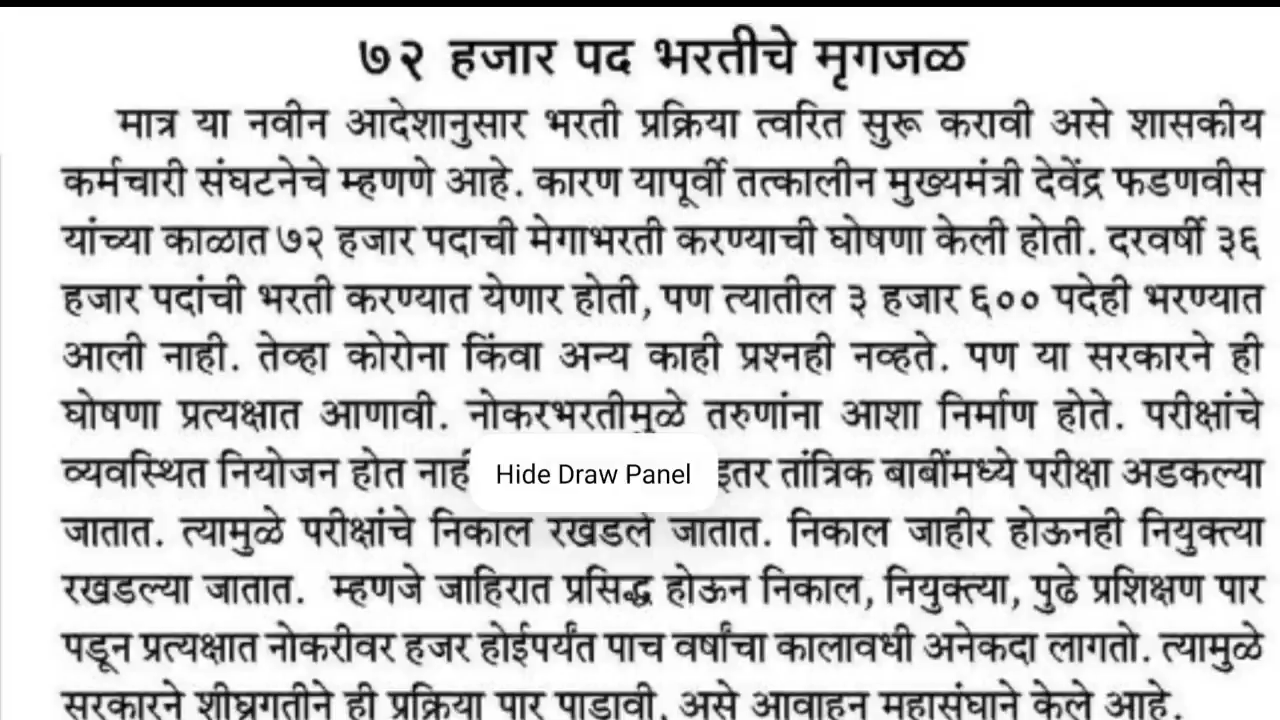 ७२ हजार पद भरतीचे मृगजळ
मात्र या नवीन आदेशानुसार भरती प्रक्रिया त्वरित सुरू करावी असे शासकीय
कर्मचारी संघटनेचे म्हणणे आहे. कारण यापूर्वी तत्कालीन मुख्यमंत्री देवेंद्र फडणवीस
यांच्या काळात ७२ हजार पदाची मेगाभरती करण्याची घोषणा केली होती. दरवर्षी ३६
हजार पदांची भरती करण्यात येणार होती, पण त्यातील ३ हजार ६०० पदेही भरण्यात
आली नाही. तेव्हा कोरोना किंवा अन्य काही प्रश्नही नव्हते. पण या सरकारने ही
घोषणा प्रत्यक्षात आणावी. नोकरभरतीमुळे तरुणांना आशा निर्माण होते. परीक्षांचे
व्यवस्थित नियोजन होत Hide Draw Panel इतर तांत्रिक बाबींमध्ये परीक्षा अडकल्या
जातात. त्यामुळे परीक्षांचे निकाल रखडले जातात. निकाल जाहीर होऊनही नियुक्त्या
रखडल्या जातात. म्हणजे जाहिरात प्रसिद्ध होऊन निकाल, नियुक्त्या, पुढे प्रशिक्षण पार
पडून प्रत्यक्षात नोकरीवर हजर होईपर्यंत पाच वर्षांचा कालावधी अनेकदा लागतो. त्यामुळे
सरकारने शीघ्रगतीने ही प्रक्रिया पार पाडावी, असे आवाहन महासंघाने केले आहे.